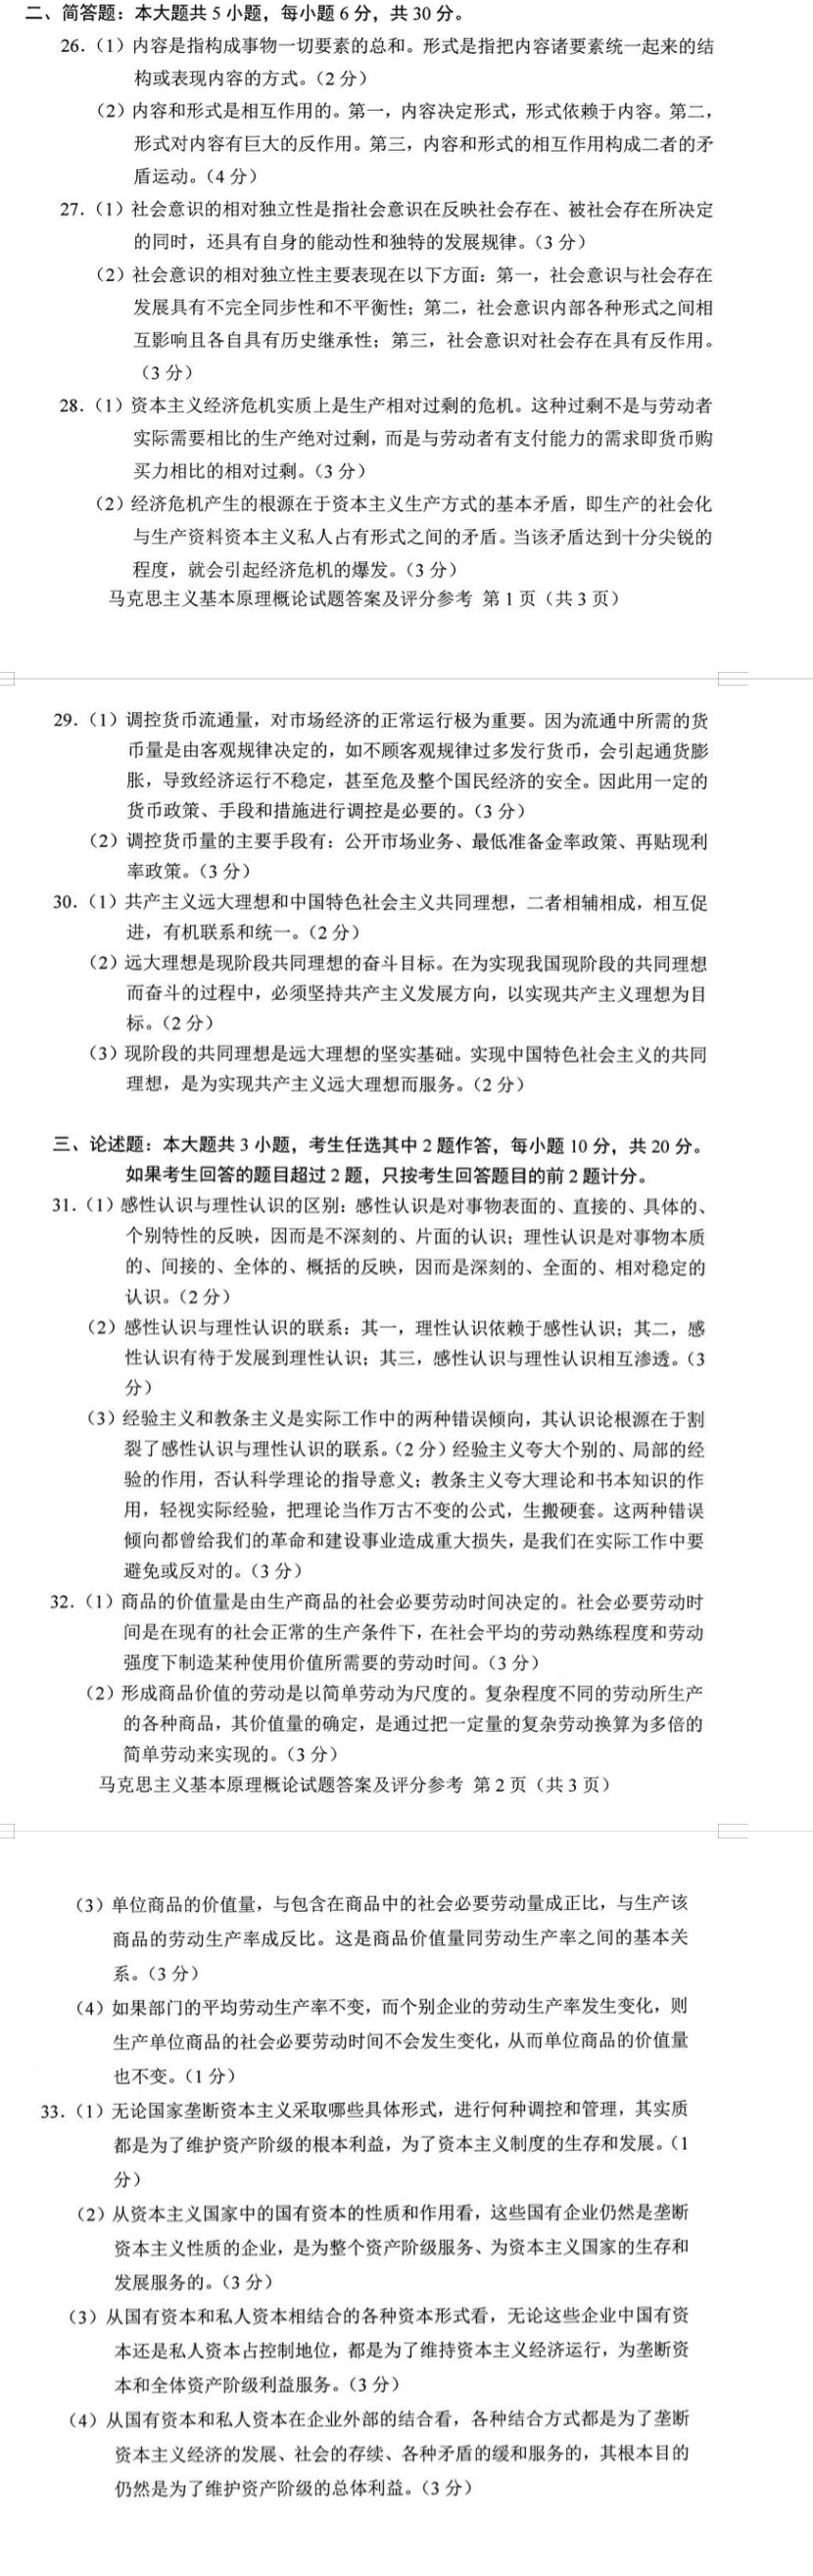 二、简答题：本大题共 5 小题，每小题 6 分，共 30 分。
26.（1）内容是指构成事物一切要素的总和。形式是指把内容诸要素统一起来的结
构或表现内容的方式。（2 分）
（2）内容和形式是相互作用的。第一，内容决定形式，形式依赖于内容。第二，
形式对内容有巨大的反作用。第三，内容和形式的相互作用构成二者的矛
盾运动。（4 分）
27.（1）社会意识的相对独立性是指社会意识在反映社会存在、被社会存在所决定
的同时，还具有自身的能动性和独特的发展规律。（3 分）
（2）社会意识的相对独立性主要表现在以下方面：第一，社会意识与社会存在
发展具有不完全同步性和不平衡性；第二，社会意识内部各种形式之间相
互影响且各自具有历史继承性；第三，社会意识对社会存在具有反作用。
（3 分）
28.（1）资本主义经济危机实质上是生产相对过剩的危机。这种过剩不是与劳动者
实际需要相比的生产绝对过剩，而是与劳动者有支付能力的需求即货币购
买力相比的相对过剩。（3 分）
（2）经济危机产生的根源在于资本主义生产方式的基本矛盾，即生产的社会化
与生产资料资本主义私人占有形式之间的矛盾。当该矛盾达到十分尖锐的
程度，就会引起经济危机的爆发。（3 分）
马克思主义基本原理概论试题答案及评分参考 第 1 页（共 3 页）
29.（1）调控货币流通量，对市场经济的正常运行极为重要。因为流通中所需的货
币量是由客观规律决定的，如不顾客观规律过多发行货币，会引起通货膨
胀，导致经济运行不稳定，甚至危及整个国民经济的安全。因此用一定的
货币政策、手段和措施进行调控是必要的。（3 分）
（2）调控货币量的主要手段有：公开市场业务、最低准备金率政策、再贴现利
率政策。（3 分）
30.（1）共产主义远大理想和中国特色社会主义共同理想，二者相辅相成，相互促
进，有机联系和统一。（2 分）
（2）远大理想是现阶段共同理想的奋斗目标。在为实现我国现阶段的共同理想
而奋斗的过程中，必须坚持共产主义发展方向，以实现共产主义理想为目
标。（2 分）
（3）现阶段的共同理想是远大理想的坚实基础。实现中国特色社会主义的共同
理想，是为实现共产主义远大理想而服务。（2 分）
三、论述题：本大题共 3 小题，考生任选其中 2 题作答，每小题 10 分，共 20 分。
如果考生回答的题目超过 2 题，只按考生回答题目的前 2 题计分。
31.（1）感性认识与理性认识的区别：感性认识是对事物表面的、直接的、具体的、
个别特性的反映，因而是不深刻的、片面的认识；理性认识是对事物本质
的、间接的、全体的、概括的反映，因而是深刻的、全面的、相对稳定的
认识。（2 分）
（2）感性认识与理性认识的联系：其一，理性认识依赖于感性认识；其二，感
性认识有待于发展到理性认识；其三，感性认识与理性认识相互渗透。（3
分）
（3）经验主义和教条主义是实际工作中的两种错误倾向，其认识论根源在于割
裂了感性认识与理性认识的联系。（2 分）经验主义夸大个别的、局部的经
验的作用，否认科学理论的指导意义；教条主义夸大理论和书本知识的作
用，轻视实际经验，把理论当作万古不变的公式，生搬硬套。这两种错误
倾向都曾给我们的革命和建设事业造成重大损失，是我们在实际工作中要
避免或反对的。（3 分）
32.（1）商品的价值量是由生产商品的社会必要劳动时间决定的。社会必要劳动时
间是在现有的社会正常的生产条件下，在社会平均的劳动熟练程度和劳动
强度下制造某种使用价值所需要的劳动时间。（3 分）
（2）形成商品价值的劳动是以简单劳动为尺度的。复杂程度不同的劳动所生产
的各种商品，其价值量的确定，是通过把一定量的复杂劳动换算为多倍的
简单劳动来实现的。（3 分）
马克思主义基本原理概论试题答案及评分参考 第 2 页（共 3 页）
（3）单位商品的价值量，与包含在商品中的社会必要劳动量成正比，与生产该
商品的劳动生产率成反比。这是商品价值量同劳动生产率之间的基本关
系。（3 分）
（4）如果部门的平均劳动生产率不变，而个别企业的劳动生产率发生变化，则
生产单位商品的社会必要劳动时间不会发生变化，从而单位商品的价值量
也不变。（1 分）
33.（1）无论国家垄断资本主义采取哪些具体形式，进行何种调控和管理，其实质
都是为了维护资产阶级的根本利益，为了资本主义制度的生存和发展。（1
分）
（2）从资本主义国家中的国有资本的性质和作用看，这些国有企业仍然是垄断
资本主义性质的企业，是为整个资产阶级服务、为资本主义国家的生存和
发展服务的。（3 分）
（3）从国有资本和私人资本相结合的各种资本形式看，无论这些企业中国有资
本还是私人资本占控制地位，都是为了维持资本主义经济运行，为垄断资
本和全体资产阶级利益服务。（3 分）
（4）从国有资本和私人资本在企业外部的结合看，各种结合方式都是为了垄断
资本主义经济的发展、社会的存续、各种矛盾的缓和服务的，其根本目的
仍然是为了维护资产阶级的总体利益。（3 分）